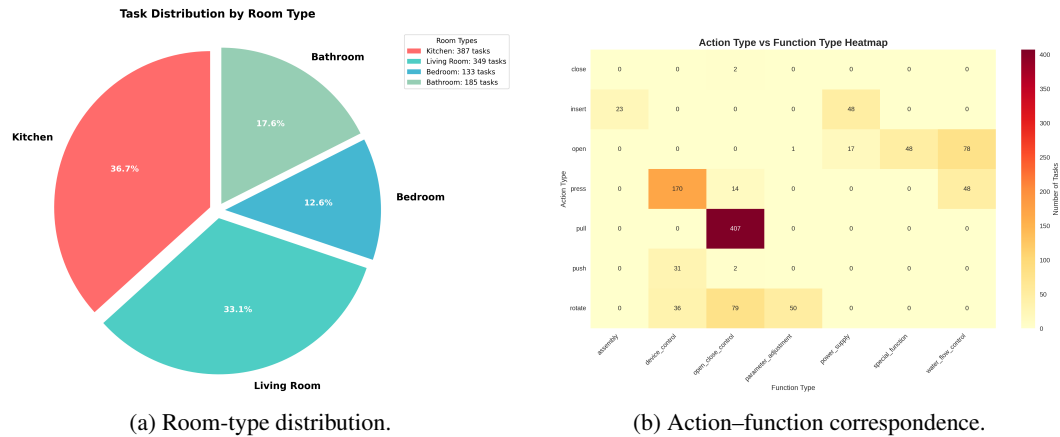 Task Distribution by Room Type
Room Types
Kitchen: 387 tasks
Living Room: 349 tasks
Bedroom: 133 tasks
Bathroom: 185 tasks
Bathroom
17.6%
Kitchen
36.7%
Bedroom
12.6%
33.1%
Living Room
(a) Room-type distribution.
Action Type vs Function Type Heatmap
Action Type
close 0 0 2 0 0 0 0
insert 23 0 0 0 48 0 0
open 0 0 0 1 17 48 78
press 0 170 14 0 0 0 48
pull 0 0 407 0 0 0 0
push 0 31 2 0 0 0 0
rotate 0 36 79 50 0 0 0
assembly
device_control
open_close_control
parameter_adjustment
power_supply
special_function
water_flow_control
Function Type
400
350
300
250
200
150
100
50
0
Number of Tasks
(b) Action–function correspondence.